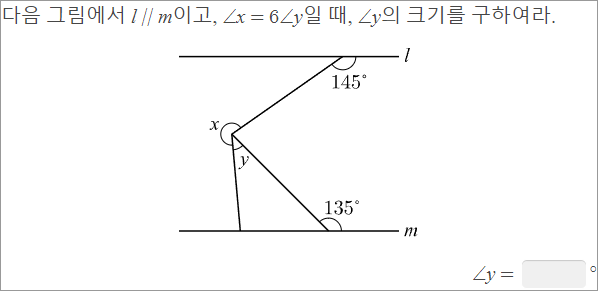 다음 그림에서 l // m이고, ∠x = 6∠y일 때, ∠y의 크기를 구하여라.
l
145°
x
y
135°
m
∠y = °